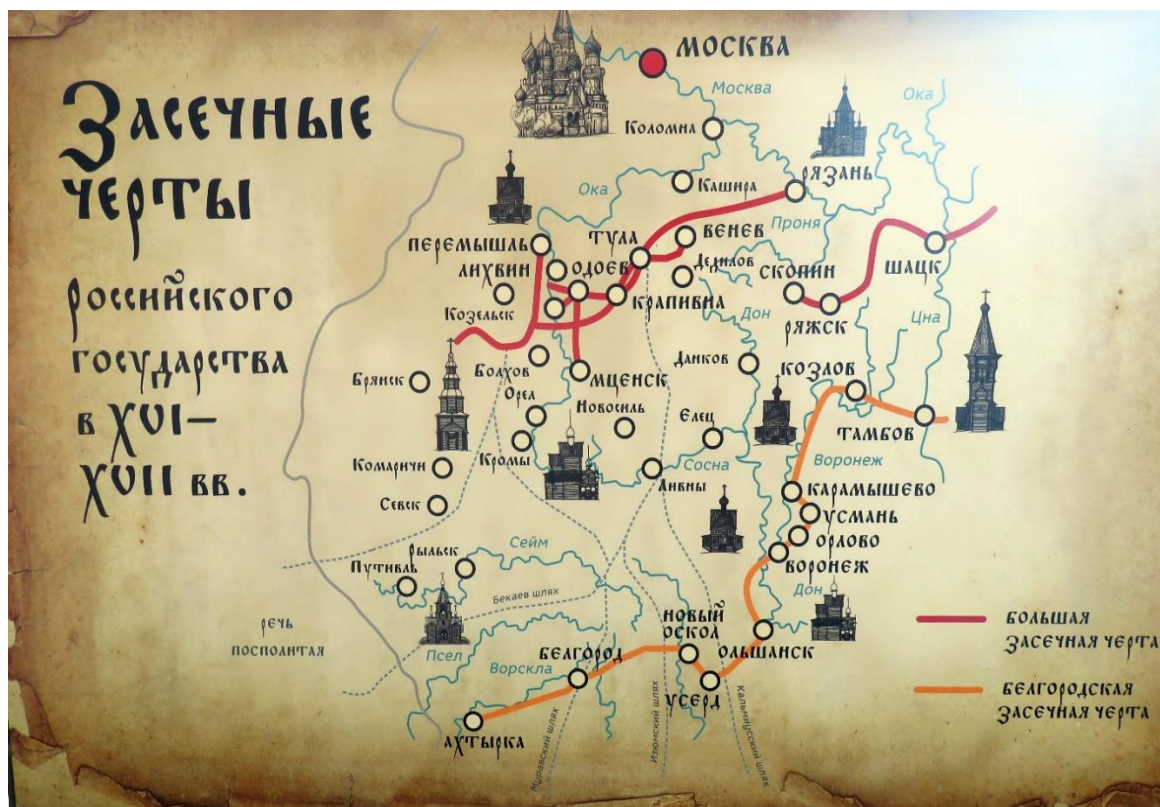 Засечные
черты
российского
государства
в XVI–
XVII вв.
Москва
Москва
Ока
Коломна
Ока
Кашира
Рязань
Проня
Перемышль
Тула
Венев
Лихвин
Одоев
Дедилов
Скопин
Шацк
Козельск
Крапивна
Дон
Ряжск
Цна
Болхов
Данков
Козлов
Брянск
Мценск
Орел
Новосиль
Елец
Тамбов
Кромы
Комаричи
Сосна
Воронеж
Ливны
Карамышево
Севск
Усмань
Орлово
Сейм
Воронеж
Рыльск
Путивль
Бекаев шлях
Дон
Новый
Оскол
Большая
Засечная черта
речь
посполитая
Ольшанск
Псел
Белгород
Ворскла
Усерд
Белгородская
Засечная черта
Ахтырка
Муравский шлях
Изюмский шлях
Кальмиусский шлях